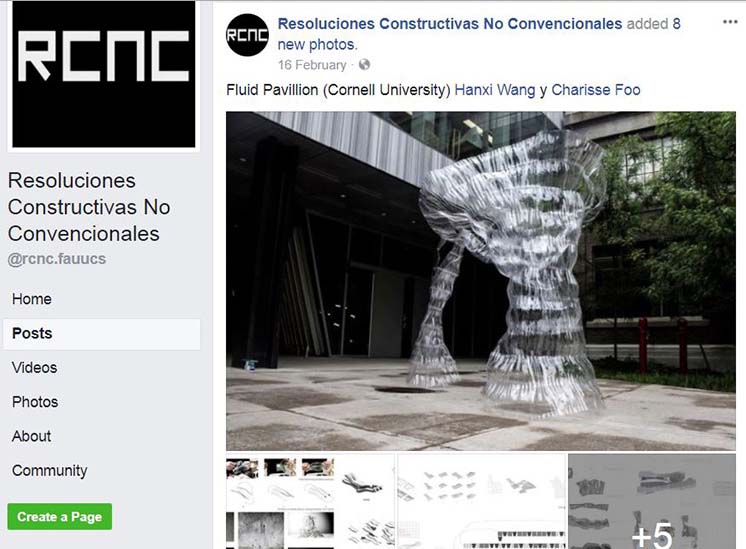 RCNC
Resoluciones
Constructivas No
Convencionales
@rcnc.fauucs
Home
Posts
Videos
Photos
About
Community
Create a Page
RCNC
Resoluciones Constructivas No Convencionales added 8
new photos.
16 February ·
Fluid Pavillion (Cornell University) Hanxi Wang y Charisse Foo
+5